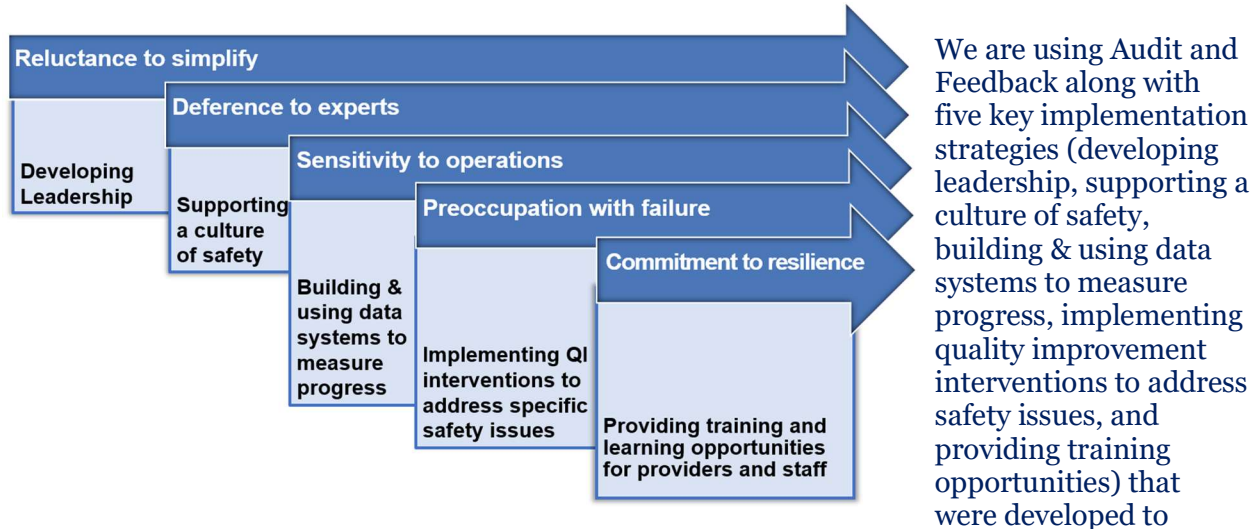 Reluctance to simplify
Developing
Leadership
Deference to experts
Supporting
a culture
of safety
Sensitivity to operations
Building &
using data
systems to
measure
progress
Preoccupation with failure
Implementing QI
interventions to
address specific
safety issues
Commitment to resilience
Providing training and
learning opportunities
for providers and staff
We are using Audit and
Feedback along with
five key implementation
strategies (developing
leadership, supporting a
culture of safety,
building & using data
systems to measure
progress, implementing
quality improvement
interventions to address
safety issues, and
providing training
opportunities) that
were developed to